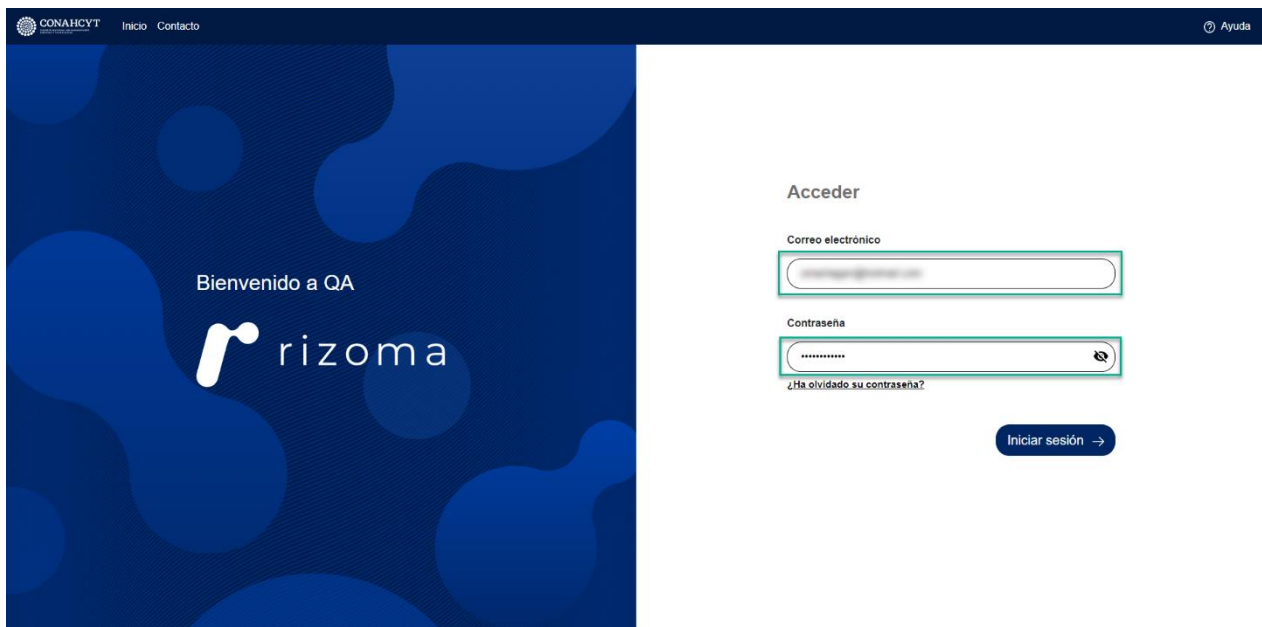 CONAHCYT
Inicio Contacto
Ayuda
Bienvenido a QA
rizoma
Acceder
Correo electrónico
Contraseña
............
¿Ha olvidado su contraseña?
Iniciar sesión →